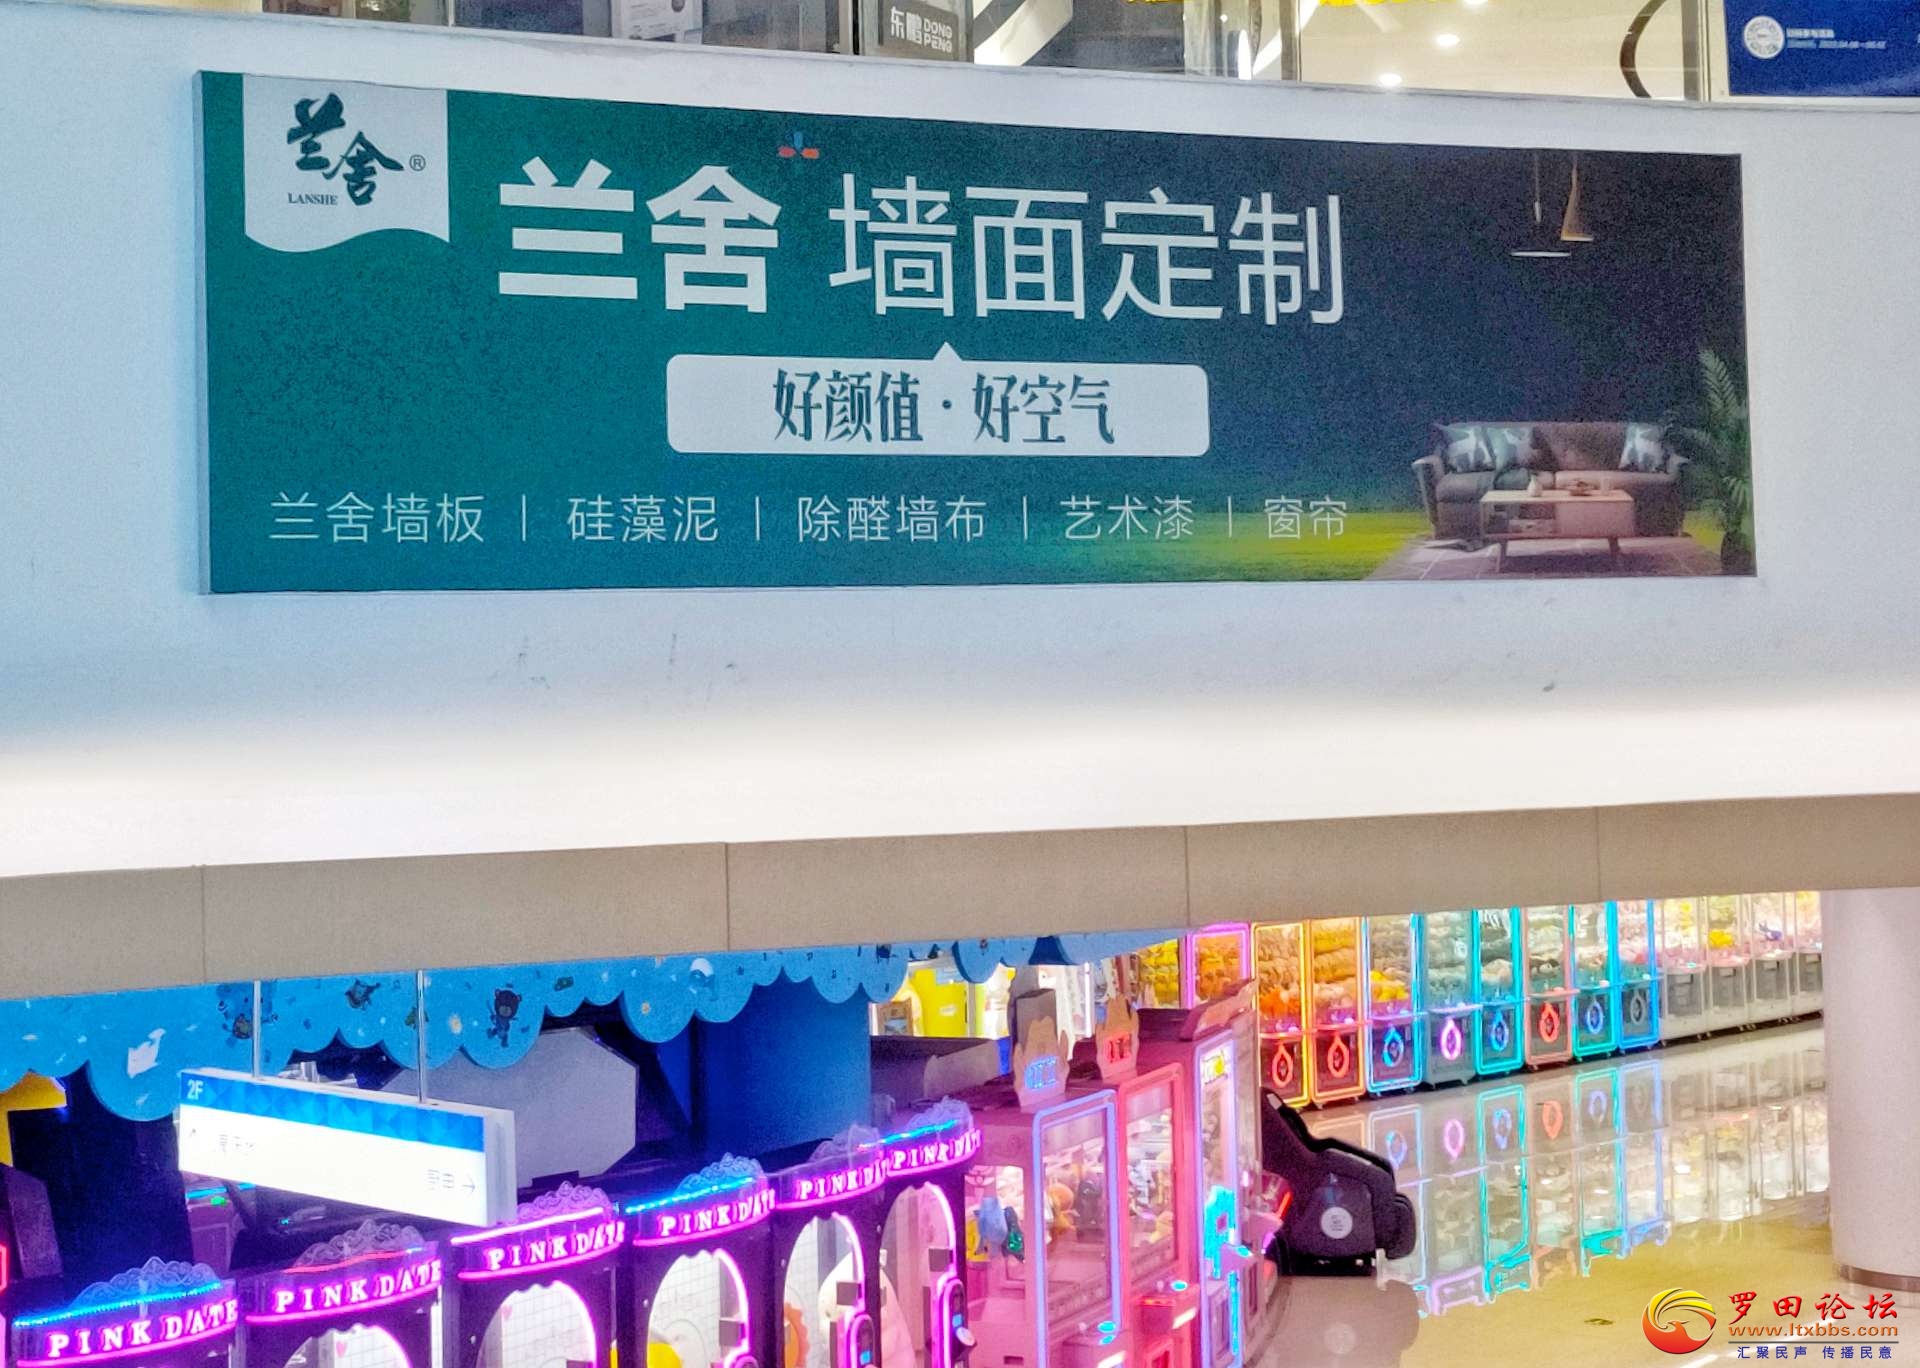 东鹏 DONG PENG
兰舍®
LANSHE
兰舍 墙面定制
好颜值·好空气
兰舍墙板 | 硅藻泥 | 除醛墙布 | 艺术漆 | 窗帘
2F
PINK DATE
PINK DATE
PINK DATE
PINK DATE
PINK DATE
PINK DATE
罗田论坛
www.ltxbbs.com
汇聚民声 传播民意